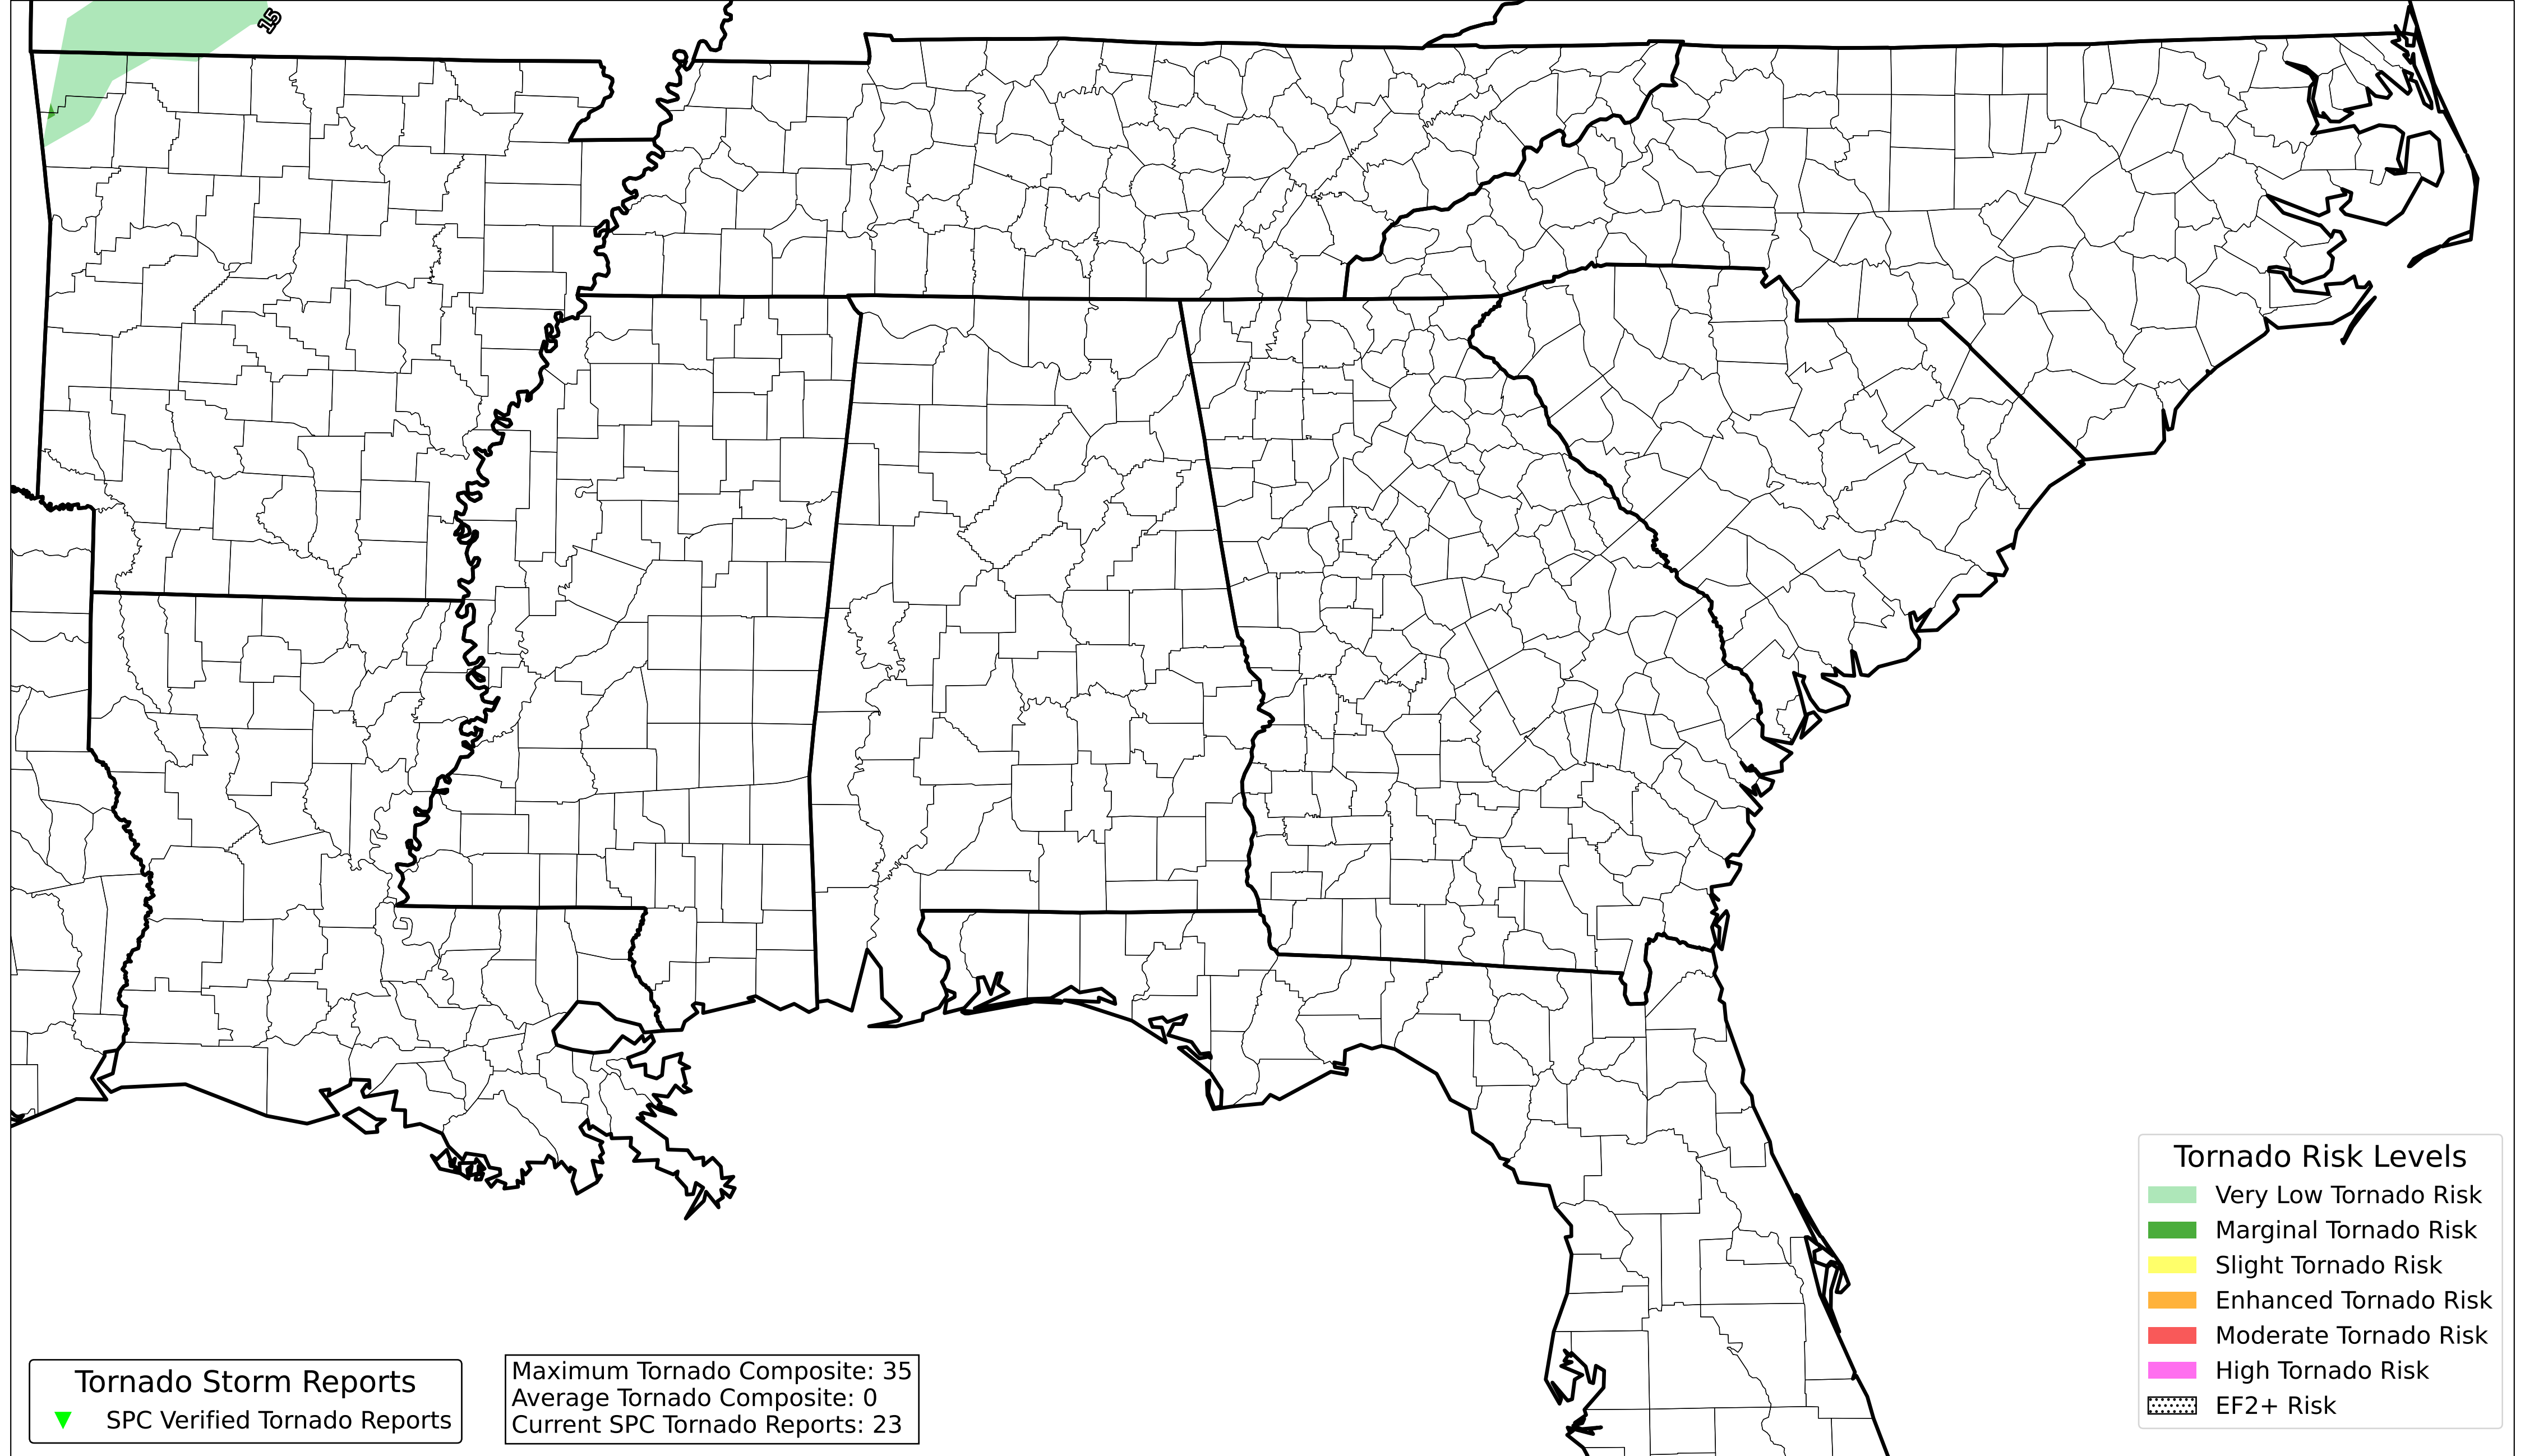 15
Tornado Risk Levels
Very Low Tornado Risk
Marginal Tornado Risk
Slight Tornado Risk
Enhanced Tornado Risk
Moderate Tornado Risk
High Tornado Risk
EF2+ Risk
Tornado Storm Reports
SPC Verified Tornado Reports
Maximum Tornado Composite: 35
Average Tornado Composite: 0
Current SPC Tornado Reports: 23